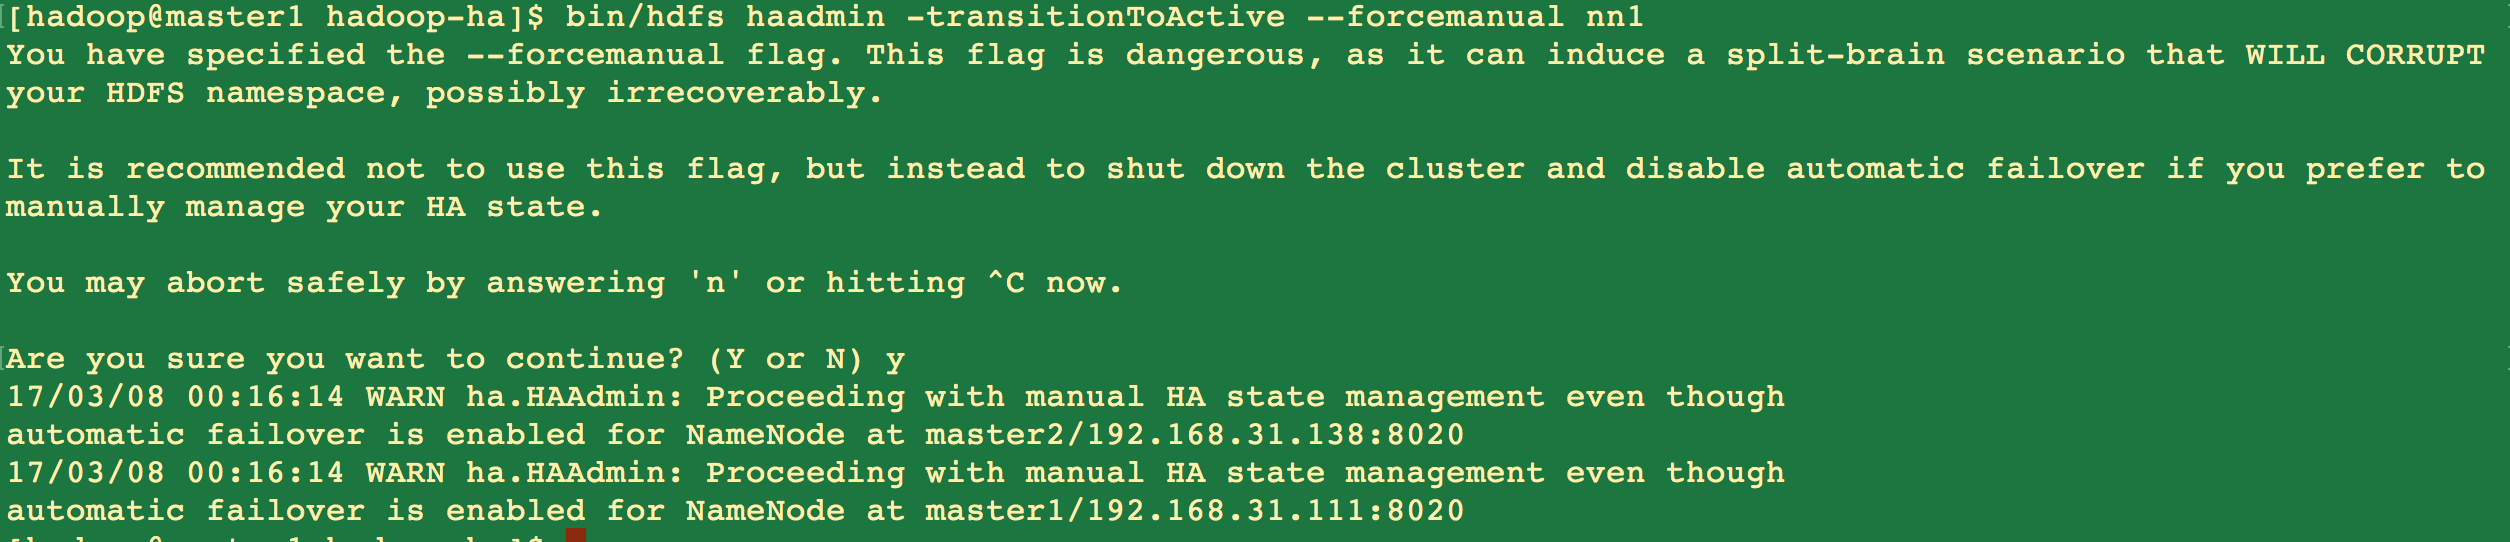 [hadoop@master1 hadoop-ha]$ bin/hdfs haadmin -transitionToActive --forcemanual nn1
You have specified the --forcemanual flag. This flag is dangerous, as it can induce a split-brain scenario that WILL CORRUPT
your HDFS namespace, possibly irrecoverably.
It is recommended not to use this flag, but instead to shut down the cluster and disable automatic failover if you prefer to
manually manage your HA state.
You may abort safely by answering 'n' or hitting ^C now.
Are you sure you want to continue? (Y or N) y
17/03/08 00:16:14 WARN ha.HAAdmin: Proceeding with manual HA state management even though
automatic failover is enabled for NameNode at master2/192.168.31.138:8020
17/03/08 00:16:14 WARN ha.HAAdmin: Proceeding with manual HA state management even though
automatic failover is enabled for NameNode at master1/192.168.31.111:8020